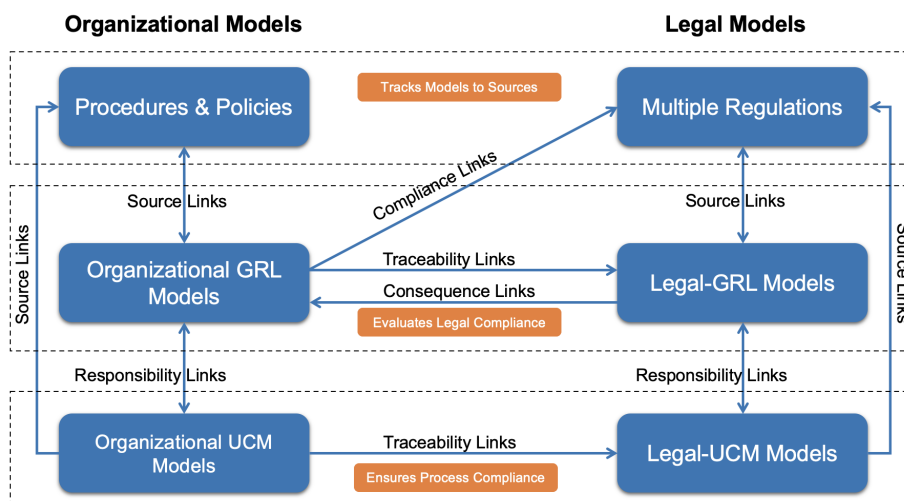 Organizational Models
Legal Models
Procedures & Policies
Tracks Models to Sources
Multiple Regulations
Compliance Links
Source Links
Source Links
Source Links
Source Links
Organizational GRL
Models
Traceability Links
Consequence Links
Evaluates Legal Compliance
Legal-GRL Models
Responsibility Links
Responsibility Links
Organizational UCM
Models
Traceability Links
Ensures Process Compliance
Legal-UCM Models